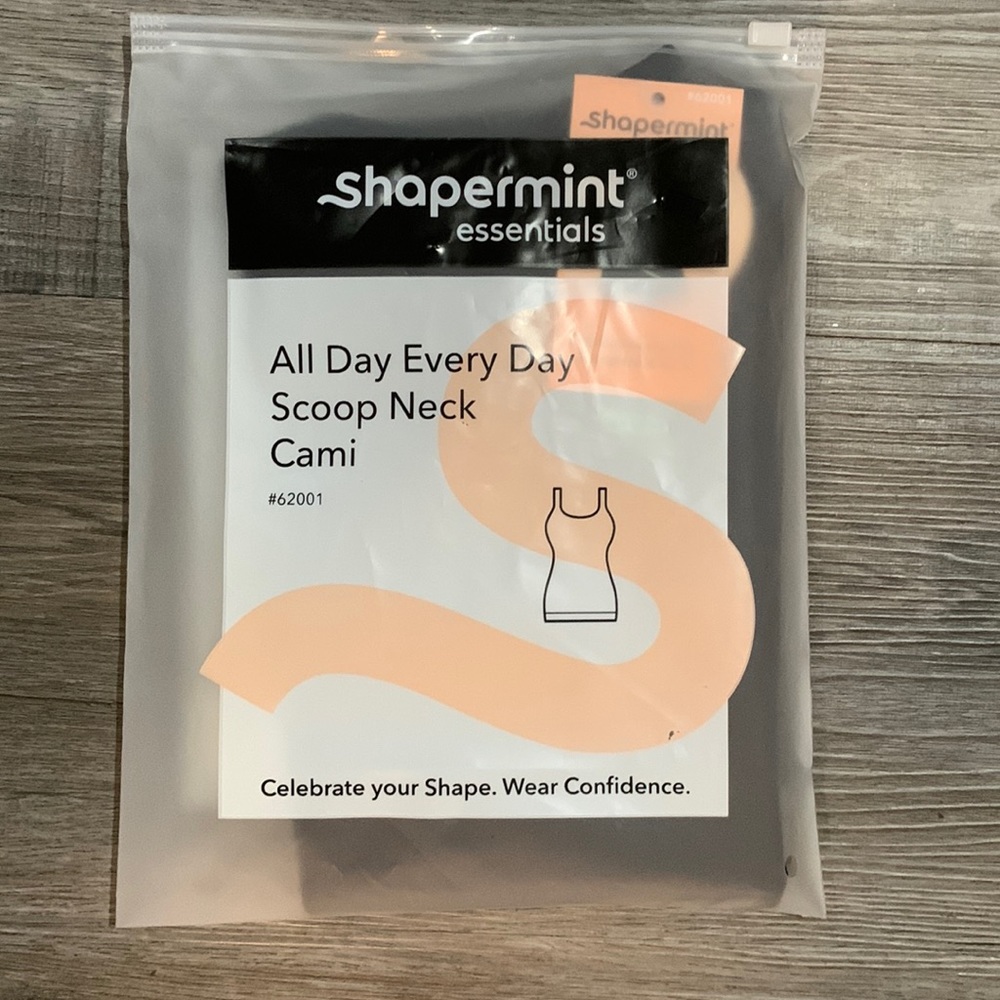 #62001
shapermint
shapermint®
essentials
All Day Every Day
Scoop Neck
Cami
#62001
Celebrate your Shape. Wear Confidence.